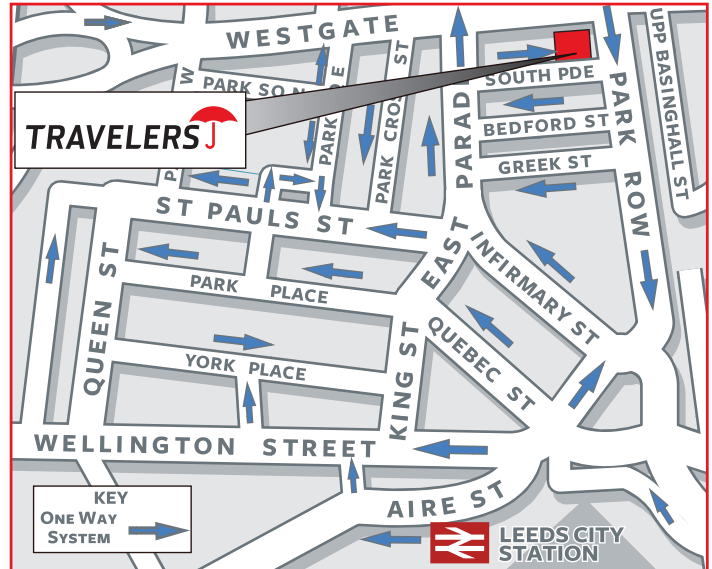 WESTGATE
UPP BASINGHALL ST
W
PARK SQ N
PARK CROSS ST
PARADE
SOUTH PDE
PARK ROW
TRAVELERS
BEDFORD ST
GREEK ST
P
ST PAULS ST
EAST
INFIRMARY ST
QUEEN ST
PARK PLACE
KING ST
QUEBEC ST
YORK PLACE
WELLINGTON STREET
KEY
ONE WAY
SYSTEM
AIRE ST
LEEDS CITY
STATION